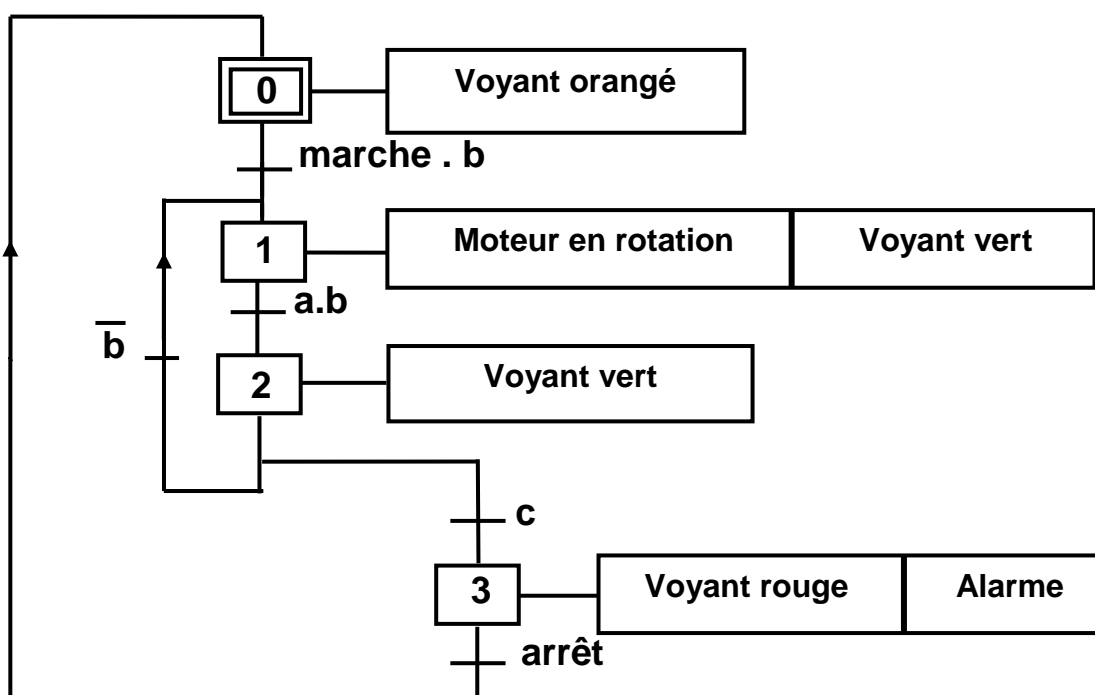 0
Voyant orangé
marche . b
1
Moteur en rotation
Voyant vert
a.b
b̅
2
Voyant vert
c
3
Voyant rouge
Alarme
arrêt